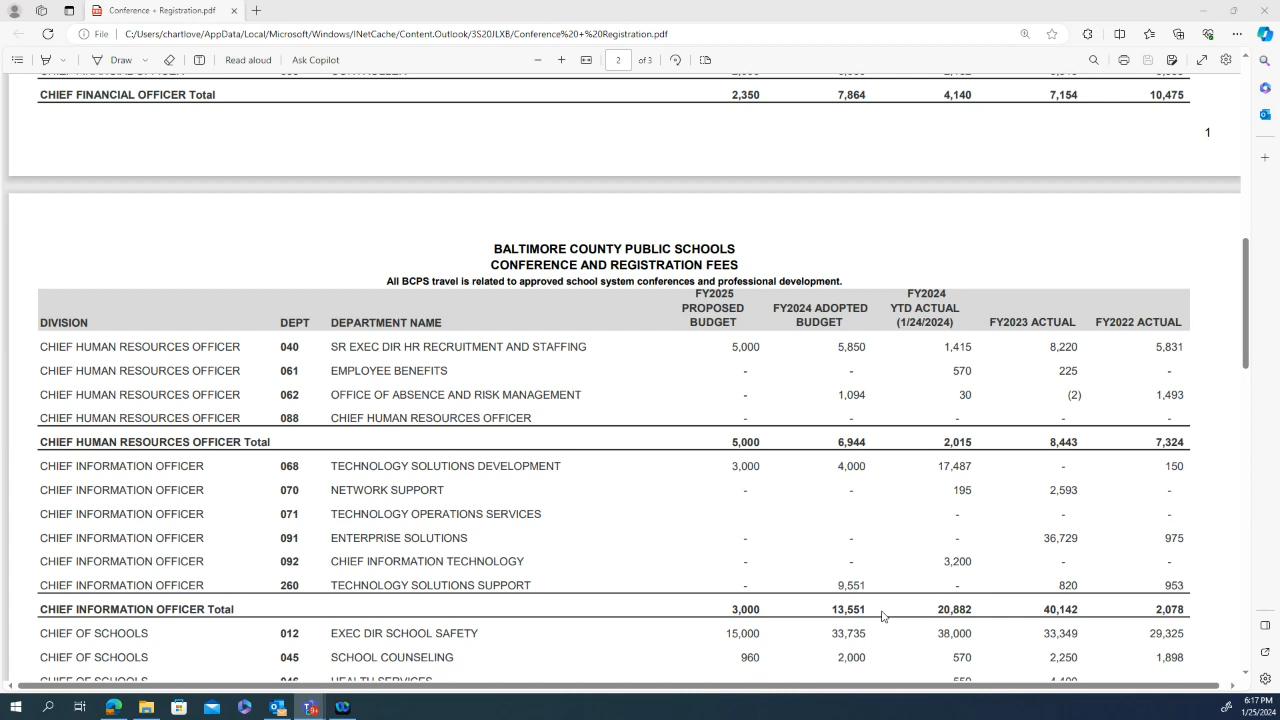 Conference + Registration.pdf
File C:/Users/chartlove/AppData/Local/Microsoft/Windows/INetCache/Content.Outlook/3S20JLXB/Conference%20+%20Registration.pdf
Draw Read aloud Ask Copilot 2 of 3
CHIEF FINANCIAL OFFICER Total 2,350 7,864 4,140 7,154 10,475
1
BALTIMORE COUNTY PUBLIC SCHOOLS
CONFERENCE AND REGISTRATION FEES
All BCPS travel is related to approved school system conferences and professional development.
FY2025 FY2024
PROPOSED FY2024 ADOPTED YTD ACTUAL
DIVISION DEPT DEPARTMENT NAME BUDGET BUDGET (1/24/2024) FY2023 ACTUAL FY2022 ACTUAL
CHIEF HUMAN RESOURCES OFFICER 040 SR EXEC DIR HR RECRUITMENT AND STAFFING 5,000 5,850 1,415 8,220 5,831
CHIEF HUMAN RESOURCES OFFICER 061 EMPLOYEE BENEFITS - - 570 225 -
CHIEF HUMAN RESOURCES OFFICER 062 OFFICE OF ABSENCE AND RISK MANAGEMENT - 1,094 30 (2) 1,493
CHIEF HUMAN RESOURCES OFFICER 088 CHIEF HUMAN RESOURCES OFFICER - - - - -
CHIEF HUMAN RESOURCES OFFICER Total 5,000 6,944 2,015 8,443 7,324
CHIEF INFORMATION OFFICER 068 TECHNOLOGY SOLUTIONS DEVELOPMENT 3,000 4,000 17,487 - 150
CHIEF INFORMATION OFFICER 070 NETWORK SUPPORT - - 195 2,593 -
CHIEF INFORMATION OFFICER 071 TECHNOLOGY OPERATIONS SERVICES - - -
CHIEF INFORMATION OFFICER 091 ENTERPRISE SOLUTIONS - - - 36,729 975
CHIEF INFORMATION OFFICER 092 CHIEF INFORMATION TECHNOLOGY - - 3,200 - -
CHIEF INFORMATION OFFICER 260 TECHNOLOGY SOLUTIONS SUPPORT - 9,551 - 820 953
CHIEF INFORMATION OFFICER Total 3,000 13,551 20,882 40,142 2,078
CHIEF OF SCHOOLS 012 EXEC DIR SCHOOL SAFETY 15,000 33,735 38,000 33,349 29,325
CHIEF OF SCHOOLS 045 SCHOOL COUNSELING 960 2,000 570 2,250 1,898
CHIEF OF SCHOOLS 046 HEALTH SERVICES
6:17 PM
1/25/2024